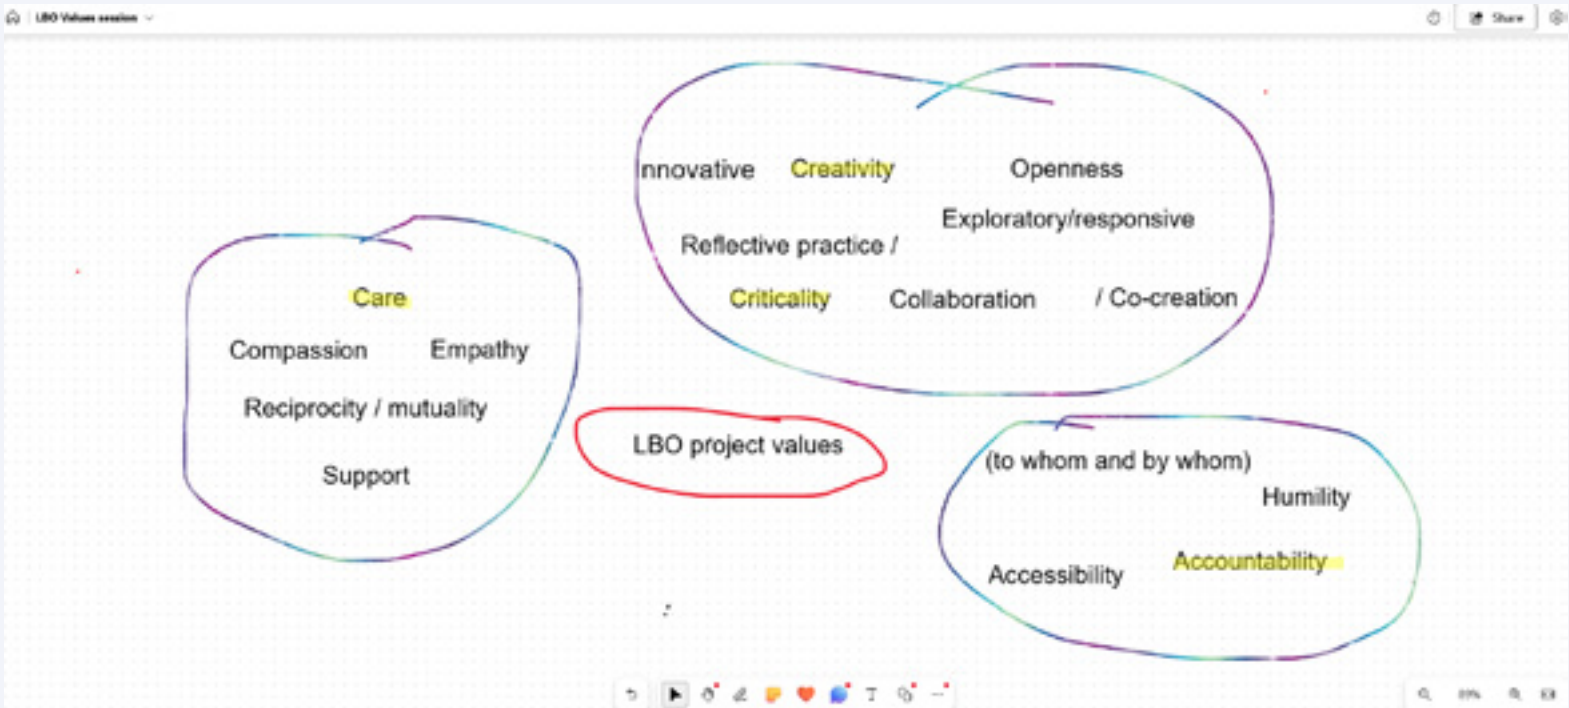 LBO Values session
Share
nnovative Creativity Openness
Exploratory/responsive
Reflective practice /
Criticality Collaboration / Co-creation
Care
Compassion Empathy
Reciprocity / mutuality
Support
LBO project values
(to whom and by whom)
Humility
Accountability
Accessibility
:
T